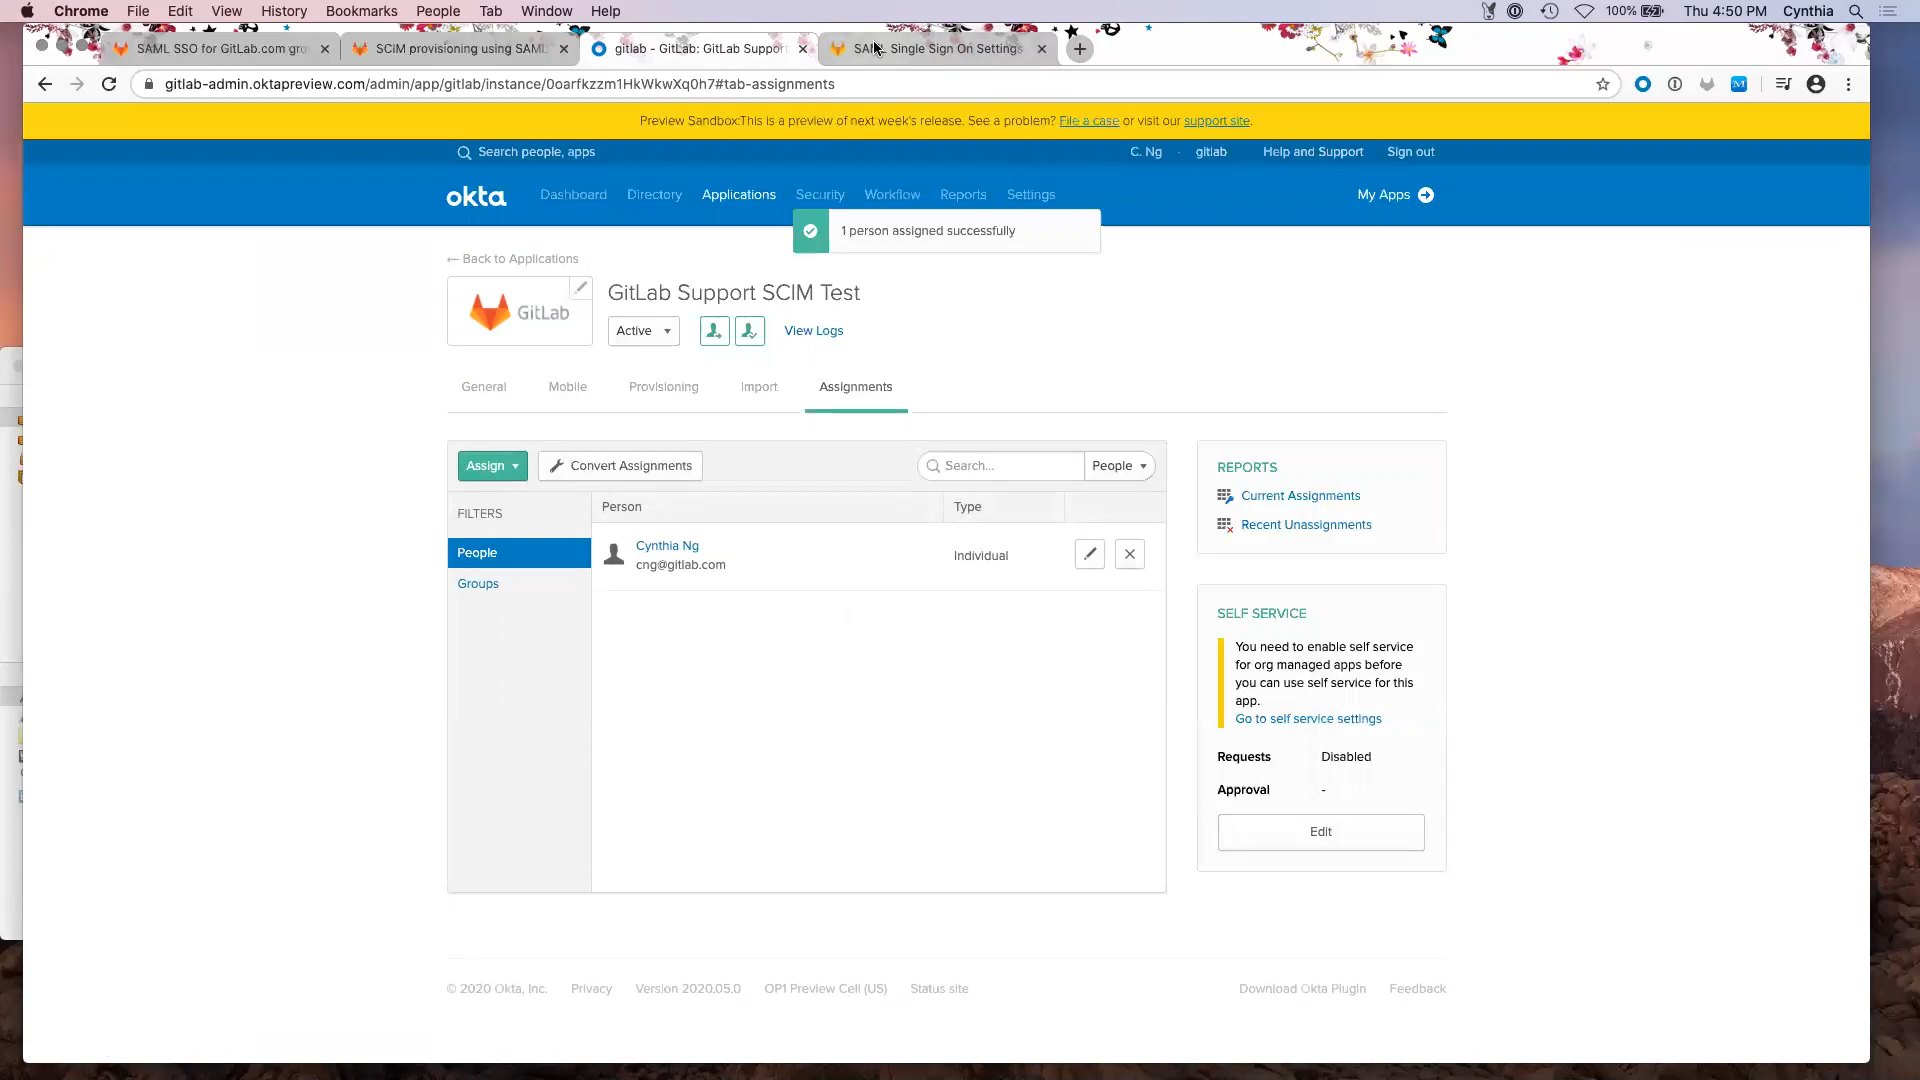 Chrome File Edit View History Bookmarks People Tab Window Help 100% Thu 4:50 PM Cynthia
SAML SSO for GitLab.com gro
SCIM provisioning using SAML
gitlab - GitLab: GitLab Suppor
SAML Single Sign On Settings
gitlab-admin.oktapreview.com/admin/app/gitlab/instance/0oarfkzzm1HkWkwXq0h7#tab-assignments
Preview Sandbox:This is a preview of next week's release. See a problem? File a case or visit our support site.
Search people, apps C. Ng · gitlab Help and Support Sign out
okta Dashboard Directory Applications Security Workflow Reports Settings My Apps
1 person assigned successfully
← Back to Applications
GitLab
GitLab Support SCIM Test
Active View Logs
General Mobile Provisioning Import Assignments
Assign Convert Assignments Search... People
FILTERS
People
Groups
Person Type
Cynthia Ng
cng@gitlab.com
Individual
REPORTS
Current Assignments
Recent Unassignments
SELF SERVICE
You need to enable self service
for org managed apps before
you can use self service for this
app.
Go to self service settings
Requests Disabled
Approval -
Edit
© 2020 Okta, Inc. Privacy Version 2020.05.0 OP1 Preview Cell (US) Status site Download Okta Plugin Feedback